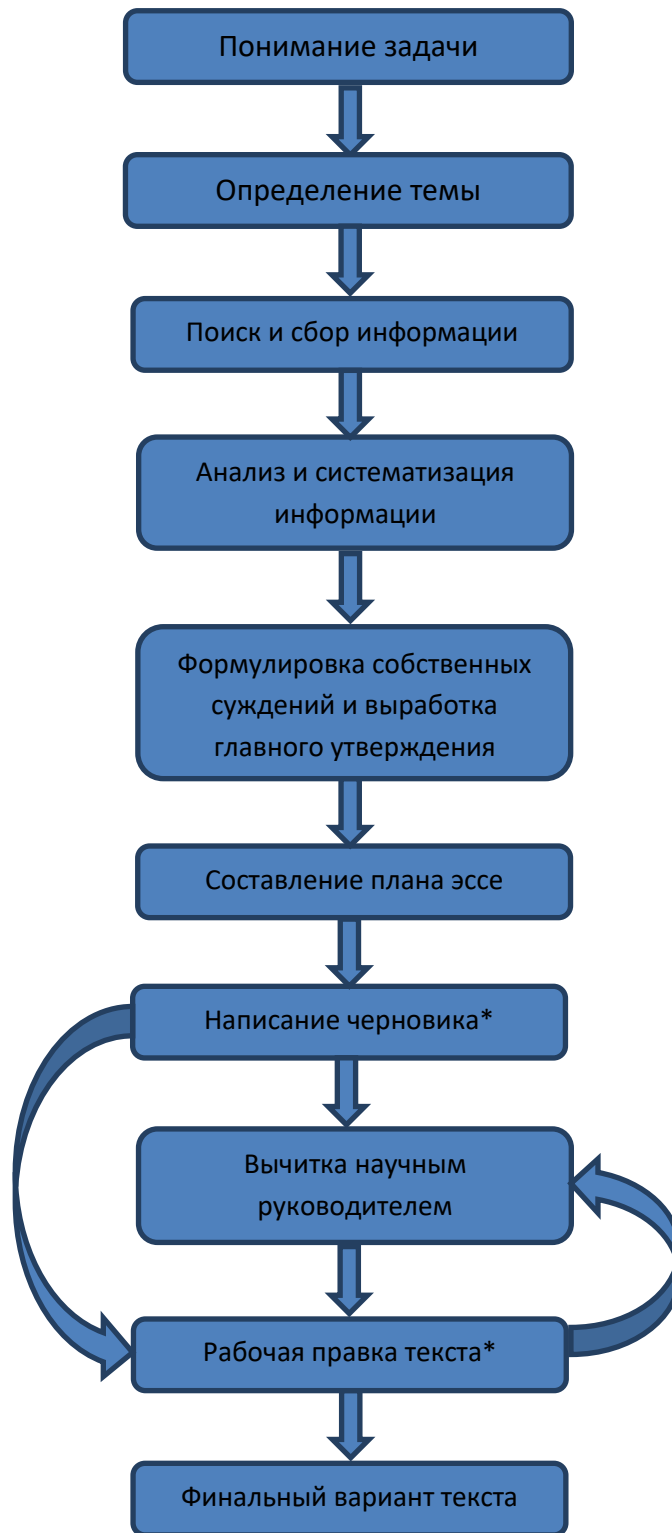 Понимание задачи
Определение темы
Поиск и сбор информации
Анализ и систематизация
информации
Формулировка собственных
суждений и выработка
главного утверждения
Составление плана эссе
Написание черновика*
Вычитка научным
руководителем
Рабочая правка текста*
Финальный вариант текста